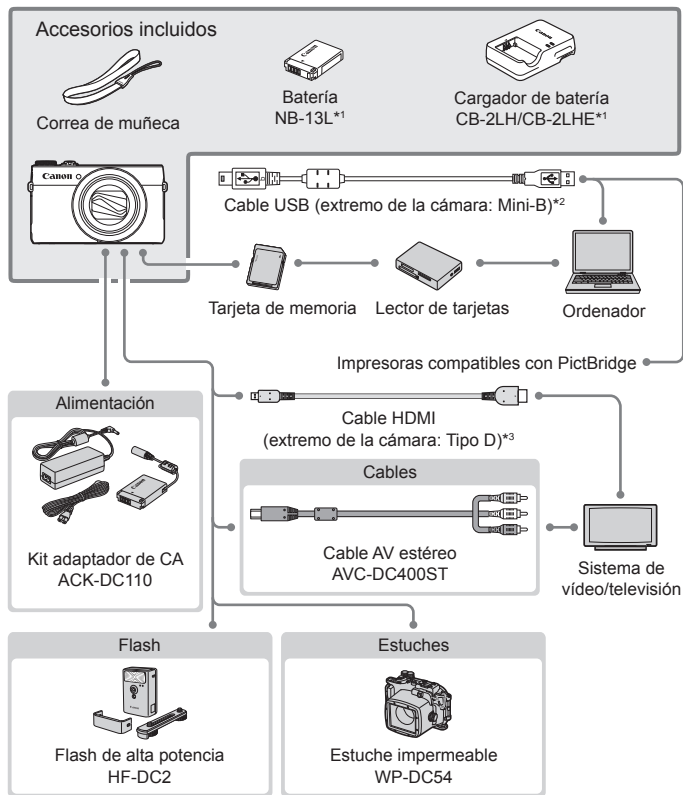 Accesorios incluidos
Correa de muñeca
Batería
NB-13L*1
Cargador de batería
CB-2LH/CB-2LHE*1
Canon
Cable USB (extremo de la cámara: Mini-B)*2
Tarjeta de memoria
Lector de tarjetas
Ordenador
Impresoras compatibles con PictBridge
Alimentación
Kit adaptador de CA
ACK-DC110
Cable HDMI
(extremo de la cámara: Tipo D)*3
Cables
Cable AV estéreo
AVC-DC400ST
Sistema de
vídeo/televisión
Flash
Flash de alta potencia
HF-DC2
Estuches
Estuche impermeable
WP-DC54